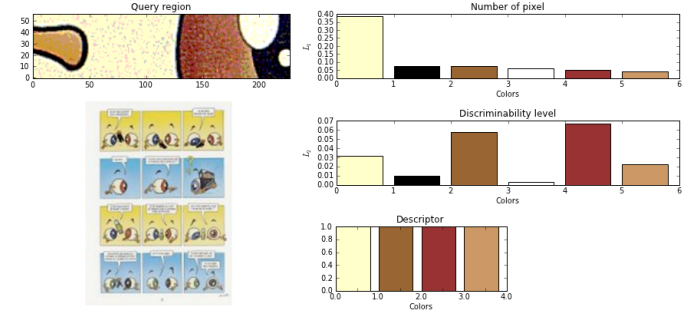 Query region
50
40
30
20
10
0
0 50 100 150 200
Number of pixel
L₁
0.40
0.35
0.30
0.25
0.20
0.15
0.10
0.05
0.00
0 1 2 3 4 5 6
Colors
Discriminability level
L₂
0.07
0.06
0.05
0.04
0.03
0.02
0.01
0.00
0 1 2 3 4 5 6
Colors
Descriptor
1.0
0.8
0.6
0.4
0.2
0.0
0.0 1.0 2.0 3.0 4.0
Colors